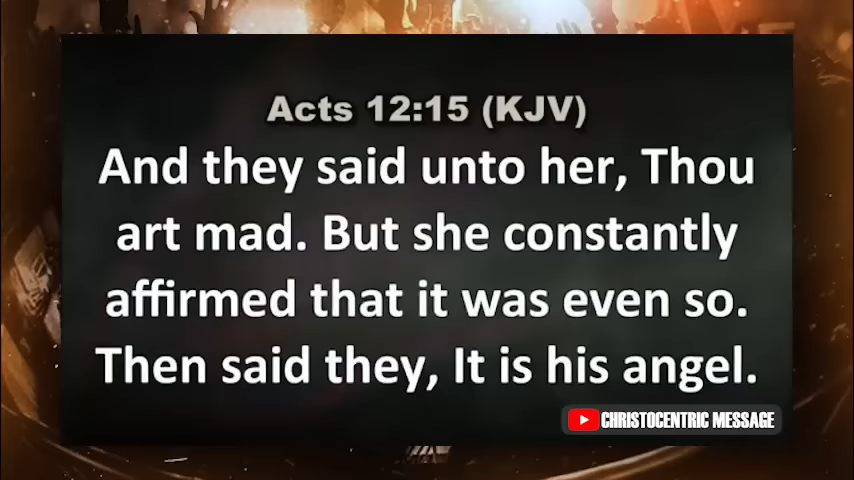 Acts 12:15 (KJV)
And they said unto her, Thou
art mad. But she constantly
affirmed that it was even so.
Then said they, It is his angel.
CHRISTOCENTRIC MESSAGE